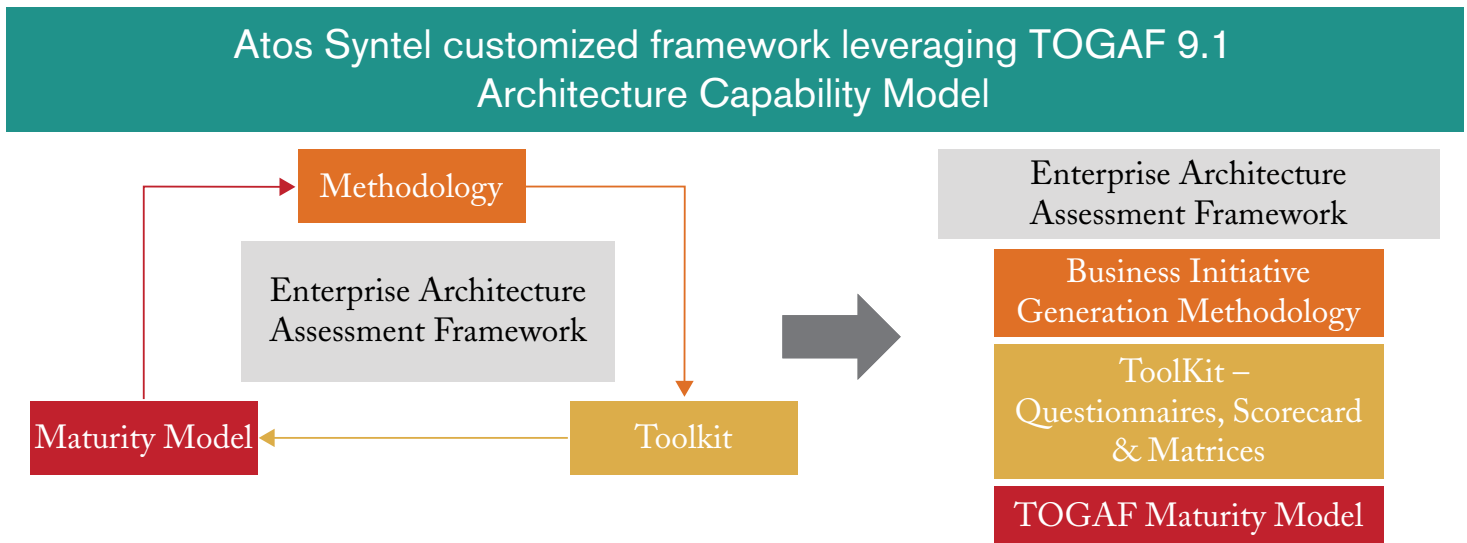 Atos Syntel customized framework leveraging TOGAF 9.1
Architecture Capability Model
Methodology
Enterprise Architecture
Assessment Framework
Maturity Model
Toolkit
Enterprise Architecture
Assessment Framework
Business Initiative
Generation Methodology
ToolKit –
Questionnaires, Scorecard
& Matrices
TOGAF Maturity Model